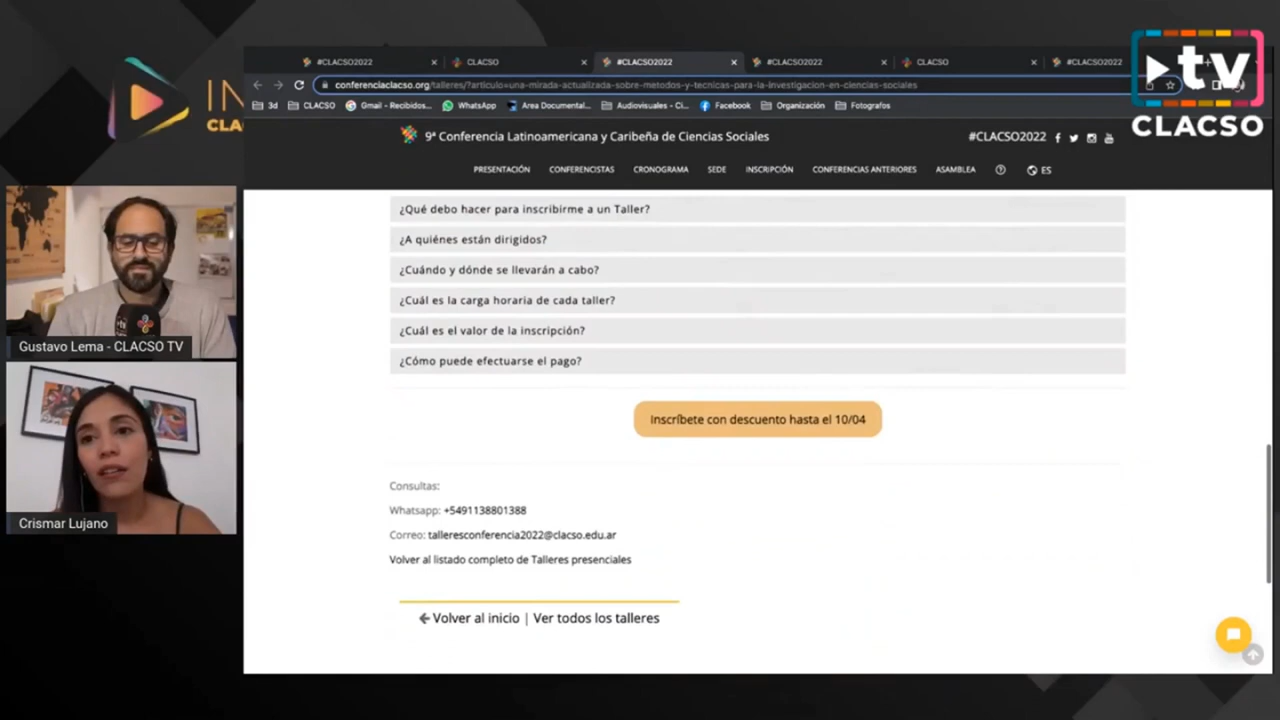 IN
CLAC
tv
CLACSO
#CLACSO2022
CLACSO
#CLACSO2022
#CLACSO2022
CLACSO
#CLACSO2022
conferenciaclacso.org/talleres/?articulo=una-mirada-actualizada-sobre-metodos-y-tecnicas-para-la-investigacion-en-ciencias-sociales
3d
CLACSO
Gmail - Recibidos...
WhatsApp
Area Documental...
Audiovisuales - Ci...
Facebook
Organización
Fotografos
9ª Conferencia Latinoamericana y Caribeña de Ciencias Sociales
#CLACSO2022
PRESENTACIÓN CONFERENCISTAS CRONOGRAMA SEDE INSCRIPCIÓN CONFERENCIAS ANTERIORES ASAMBLEA ES
¿Qué debo hacer para inscribirme a un Taller?
¿A quiénes están dirigidos?
¿Cuándo y dónde se llevarán a cabo?
¿Cuál es la carga horaria de cada taller?
¿Cuál es el valor de la inscripción?
¿Cómo puede efectuarse el pago?
Inscríbete con descuento hasta el 10/04
Consultas:
Whatsapp: +5491138801388
Correo: talleresconferencia2022@clacso.edu.ar
Volver al listado completo de Talleres presenciales
Volver al inicio | Ver todos los talleres
Gustavo Lema - CLACSO TV
Crismar Lujano